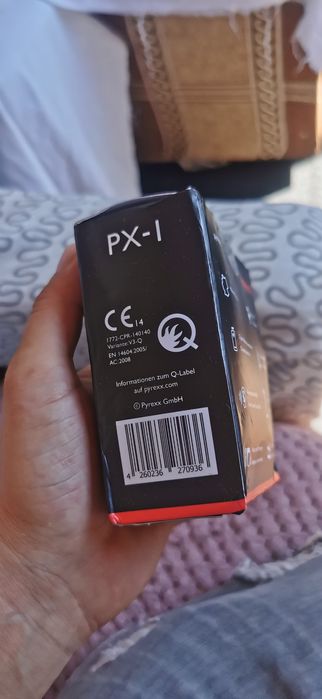 PX-1
CE 14
1772-CPR-140140
Variante: V3-Q
EN 14604:2005/
AC:2008
Q
Informationen zum Q-Label
auf pyrexx.com
© Pyrexx GmbH
4 260236 270936